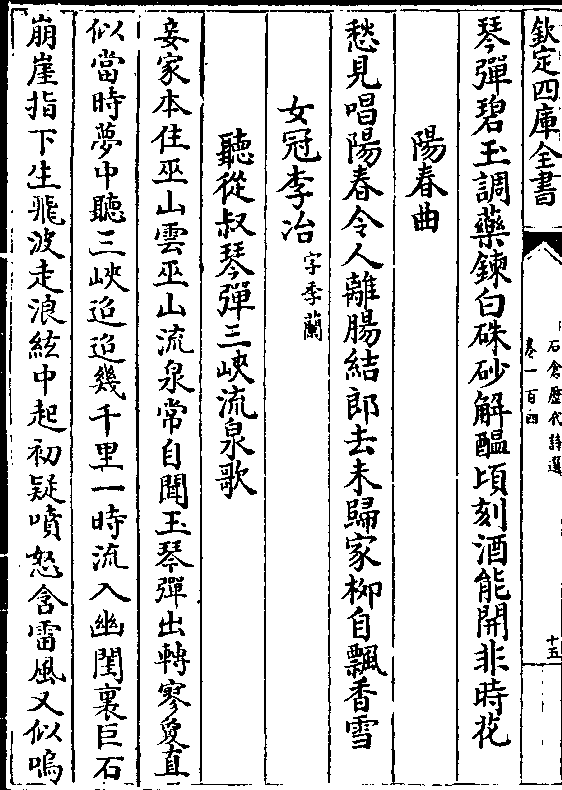 欽定四庫全書
石倉歷代詩選
卷一百四
十五
琴彈碧玉調藥鍊白硃砂解醞頃刻酒能開非時花
陽春曲
愁見唱陽春令人離腸結郎去未歸家柳自飄香雪
女冠李冶字季蘭
聽從叔琴彈三峽流泉歌
妾家本住巫山雲巫山流泉常自聞玉琴彈出轉寥夐直
似當時夢中聽三峽迢迢幾千里一時流入幽閨裏巨石
崩崖指下生飛波走浪絃中起初疑噴怒含雷風又似嗚